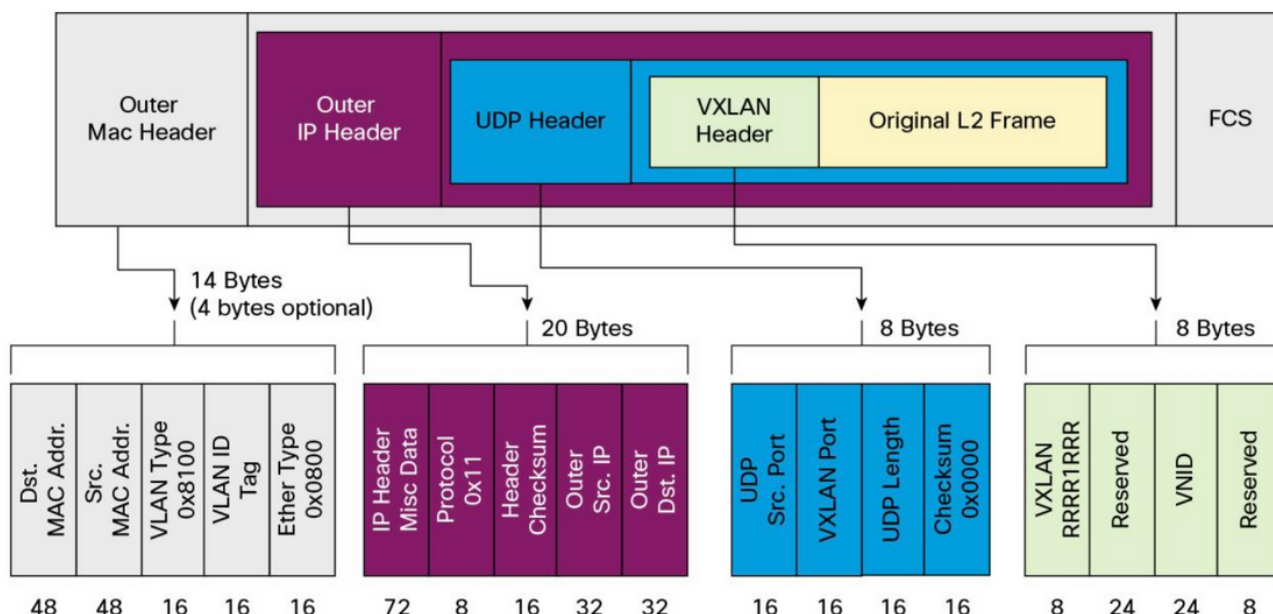 Outer
Mac Header
Outer
IP Header
UDP Header
VXLAN
Header
Original L2 Frame
FCS
14 Bytes
(4 bytes optional)
20 Bytes
8 Bytes
8 Bytes
Dst.
MAC Addr.
Src.
MAC Addr.
VLAN Type
0x8100
VLAN ID
Tag
Ether Type
0x0800
IP Header
Misc Data
Protocol
0x11
Header
Checksum
Outer
Src. IP
Outer
Dst. IP
UDP
Src. Port
VXLAN Port
UDP Length
Checksum
0x0000
VXLAN
RRRR1RRR
Reserved
VNID
Reserved
48 48 16 16 16 72 8 16 32 32 16 16 16 16 8 24 24 8